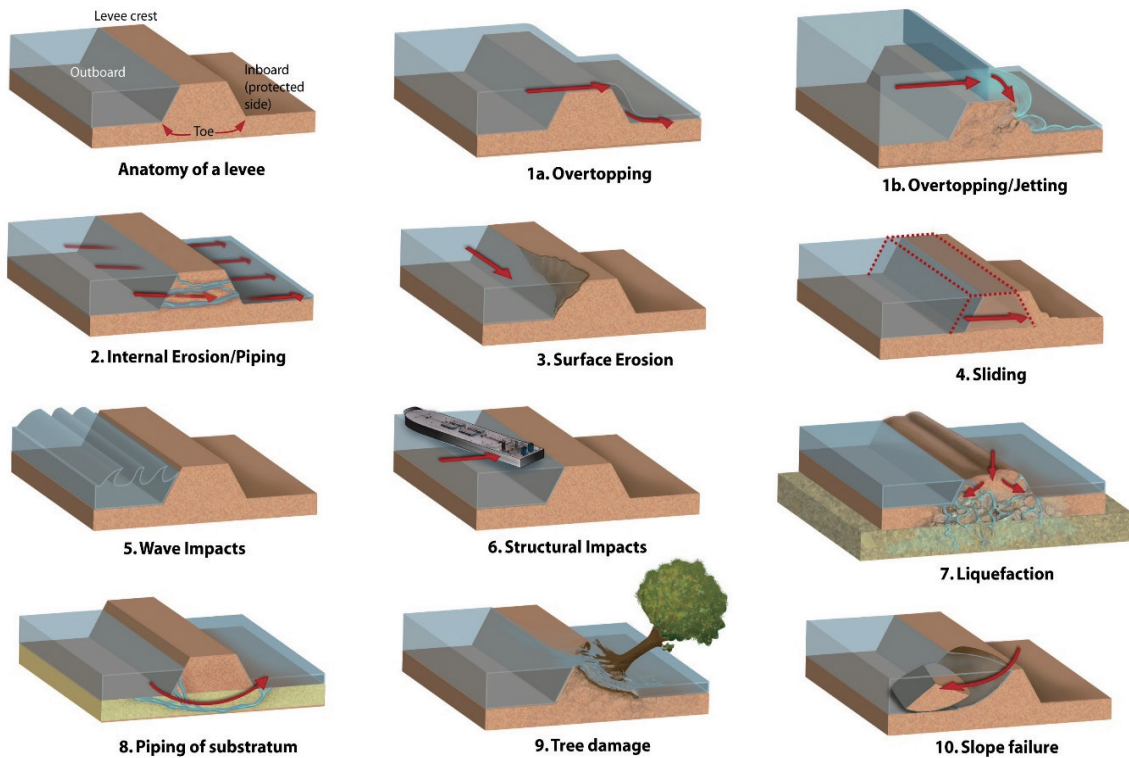 Levee crest
Outboard
Inboard
(protected
side)
Toe
Anatomy of a levee
1a. Overtopping
1b. Overtopping/Jetting
2. Internal Erosion/Piping
3. Surface Erosion
4. Sliding
5. Wave Impacts
6. Structural Impacts
7. Liquefaction
8. Piping of substratum
9. Tree damage
10. Slope failure